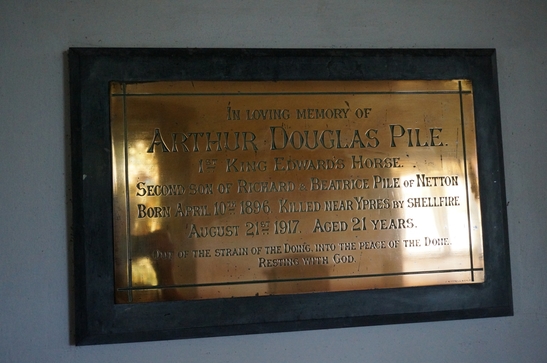 IN LOVING MEMORY OF
ARTHUR DOUGLAS PILE.
1ST KING EDWARDS HORSE.
SECOND SON OF RICHARD & BEATRICE PILE OF NETTON
BORN APRIL 10TH 1896. KILLED NEAR YPRES BY SHELLFIRE
AUGUST 21ST 1917. AGED 21 YEARS.
OUT OF THE STRAIN OF THE DOING, INTO THE PEACE OF THE DONE.
RESTING WITH GOD.